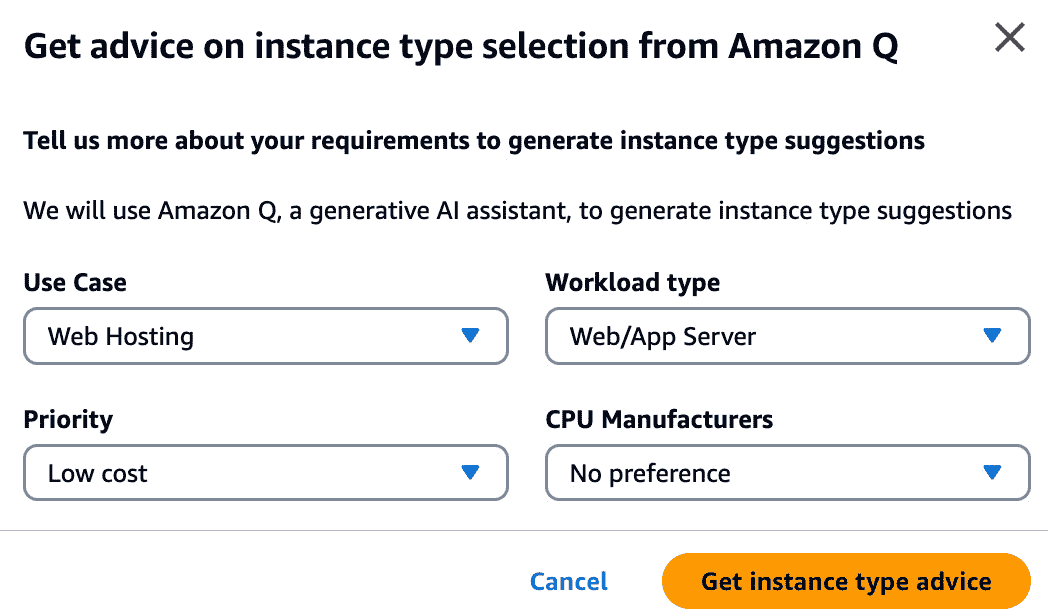 Get advice on instance type selection from Amazon Q
Tell us more about your requirements to generate instance type suggestions
We will use Amazon Q, a generative AI assistant, to generate instance type suggestions
Use Case
Workload type
Web Hosting
Web/App Server
Priority
CPU Manufacturers
Low cost
No preference
Cancel
Get instance type advice